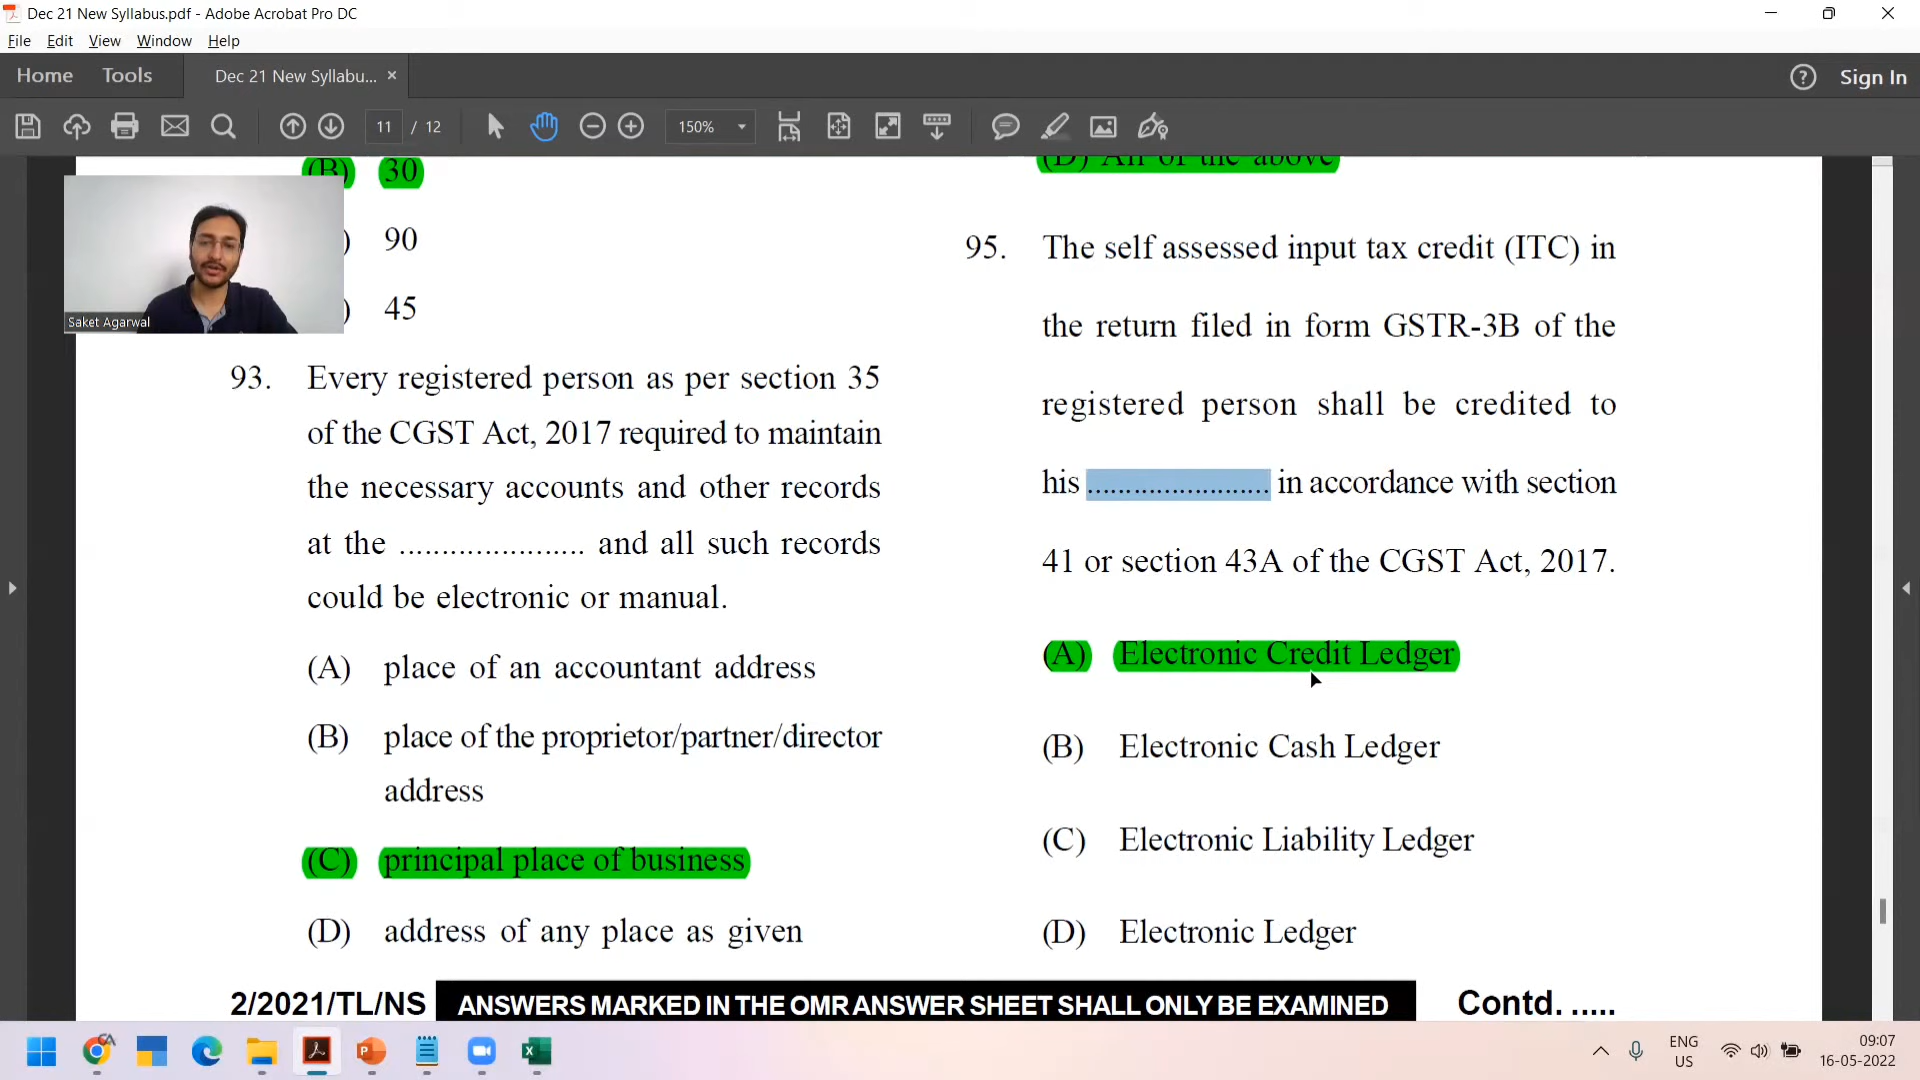 Dec 21 New Syllabus.pdf - Adobe Acrobat Pro DC
File Edit View Window Help
Home Tools Dec 21 New Syllabu... × Sign In
11 / 12 150%
(B) 30
90
45
Saket Agarwal
93. Every registered person as per section 35
of the CGST Act, 2017 required to maintain
the necessary accounts and other records
at the ...................... and all such records
could be electronic or manual.
(A) place of an accountant address
(B) place of the proprietor/partner/director
address
(C) principal place of business
(D) address of any place as given
(D) All of the above
95. The self assessed input tax credit (ITC) in
the return filed in form GSTR-3B of the
registered person shall be credited to
his ........................ in accordance with section
41 or section 43A of the CGST Act, 2017.
(A) Electronic Credit Ledger
(B) Electronic Cash Ledger
(C) Electronic Liability Ledger
(D) Electronic Ledger
2/2021/TL/NS ANSWERS MARKED IN THE OMR ANSWER SHEET SHALL ONLY BE EXAMINED Contd. .....
ENG
US
09:07
16-05-2022